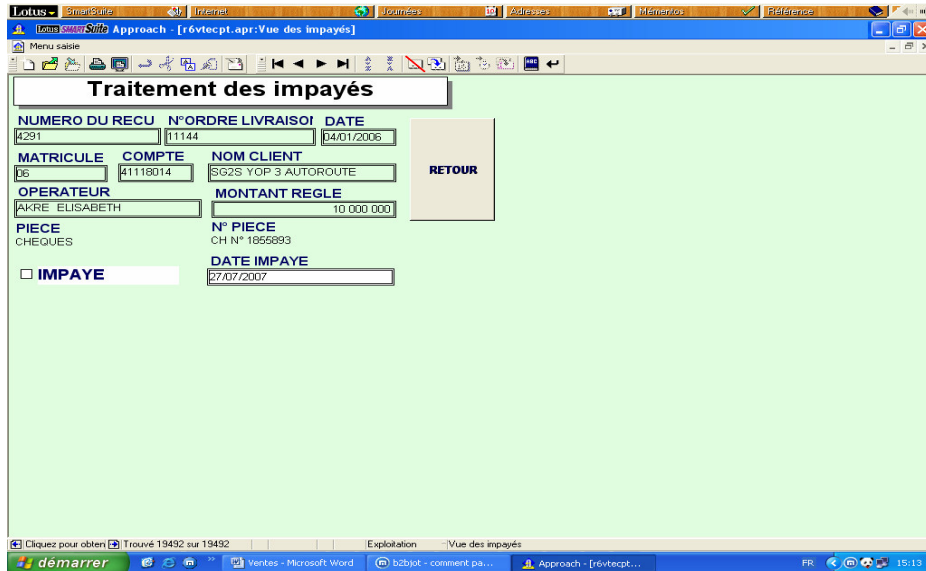 Lotus SmartSuite Internet Journées Adresses Mémentos Référence
Lotus SMARTSuite Approach - [r6vtecpt.apr:Vue des impayés]
Menu saisie
Traitement des impayés
NUMERO DU RECU N°ORDRE LIVRAISOI DATE
4291 11144 04/01/2006
MATRICULE COMPTE NOM CLIENT
06 41118014 SG2S YOP 3 AUTOROUTE
RETOUR
OPERATEUR MONTANT REGLE
AKRE ELISABETH 10 000 000
PIECE N° PIECE
CHEQUES CH N° 1855893
DATE IMPAYE
IMPAYE 27/07/2007
Cliquez pour obten Trouvé 19492 sur 19492 Exploitation Vue des impayés
démarrer Ventes - Microsoft Word b2bjot - comment pa... Approach - [r6vtecpt... FR 15:13